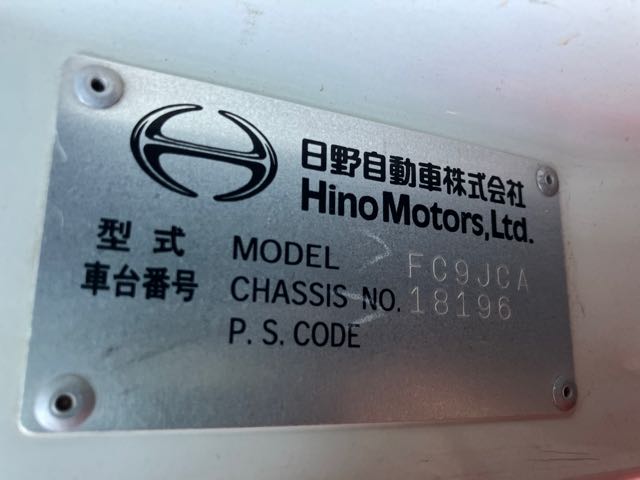 日野自動車株式会社
Hino Motors, Ltd.
型式 MODEL FC9JCA
車台番号 CHASSIS NO. 18196
P. S. CODE